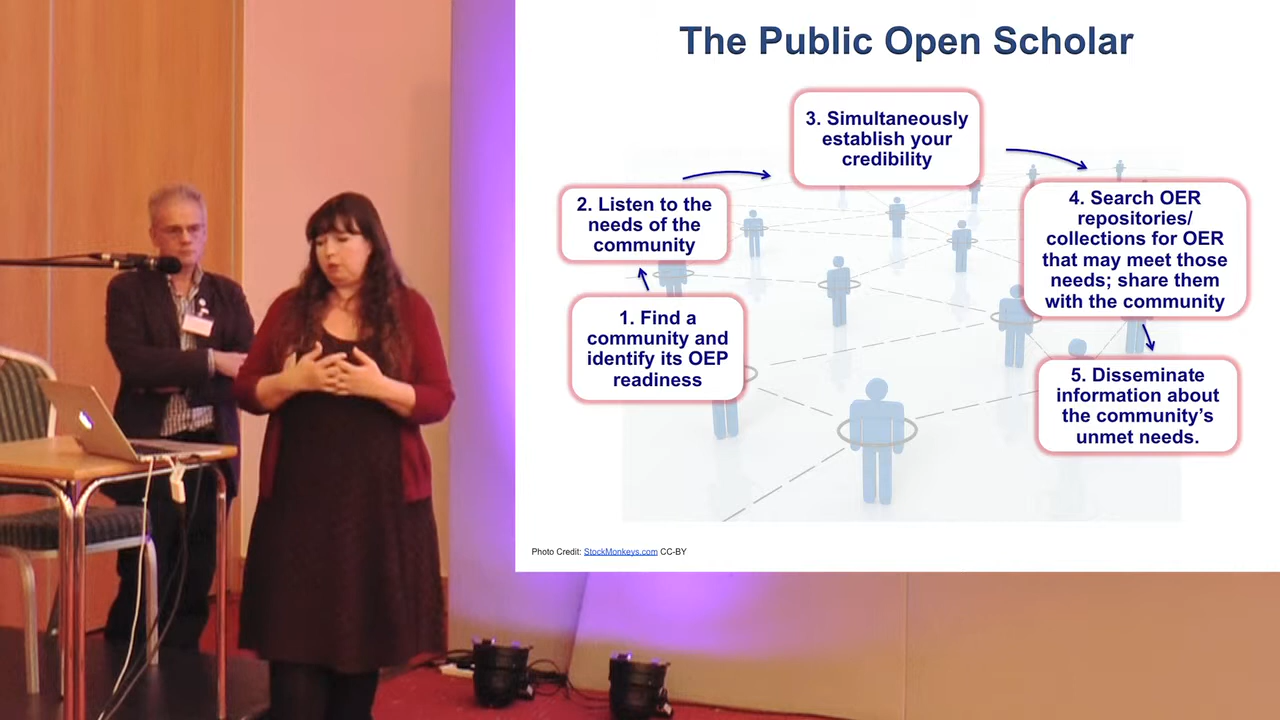 The Public Open Scholar
3. Simultaneously
establish your
credibility
2. Listen to the
needs of the
community
4. Search OER
repositories/
collections for OER
that may meet those
needs; share them
with the community
1. Find a
community and
identify its OEP
readiness
5. Disseminate
information about
the community’s
unmet needs.
Photo Credit: StockMonkeys.com CC-BY